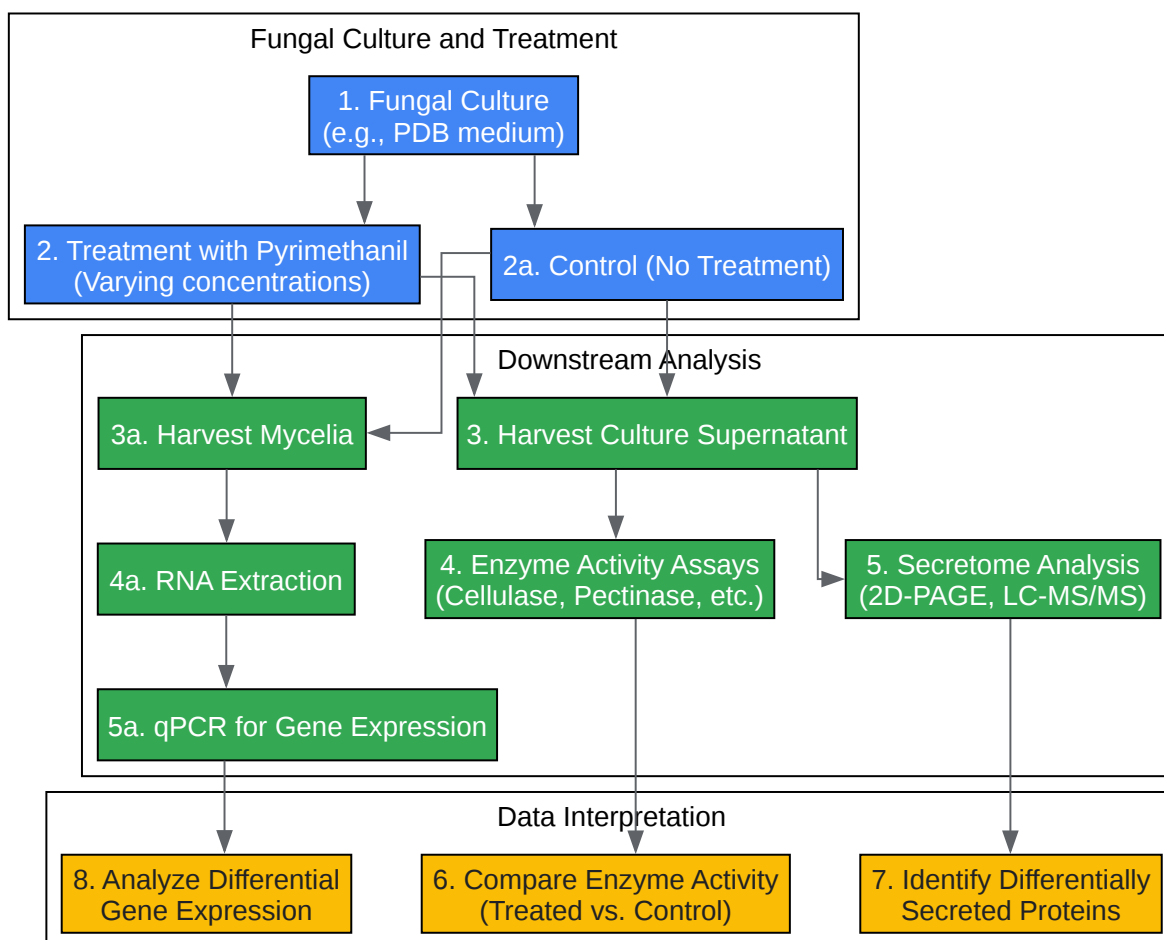 Fungal Culture and Treatment
1. Fungal Culture
(e.g., PDB medium)
2. Treatment with Pyrimethanil
(Varying concentrations)
2a. Control (No Treatment)
Downstream Analysis
3a. Harvest Mycelia
3. Harvest Culture Supernatant
4a. RNA Extraction
4. Enzyme Activity Assays
(Cellulase, Pectinase, etc.)
5. Secretome Analysis
(2D-PAGE, LC-MS/MS)
5a. qPCR for Gene Expression
Data Interpretation
8. Analyze Differential
Gene Expression
6. Compare Enzyme Activity
(Treated vs. Control)
7. Identify Differentially
Secreted Proteins